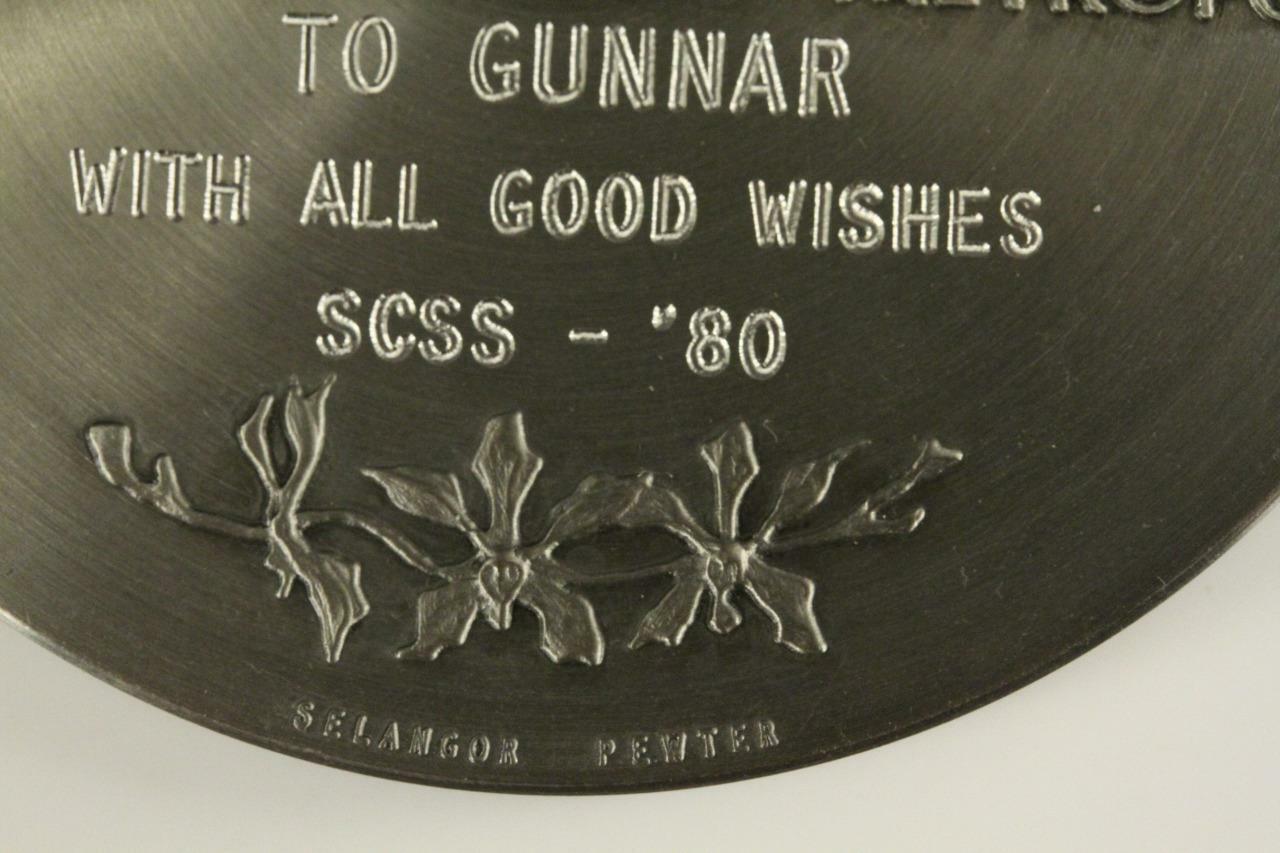 TO GUNNAR
WITH ALL GOOD WISHES
SCSS - '80
SELANGOR PEWTER